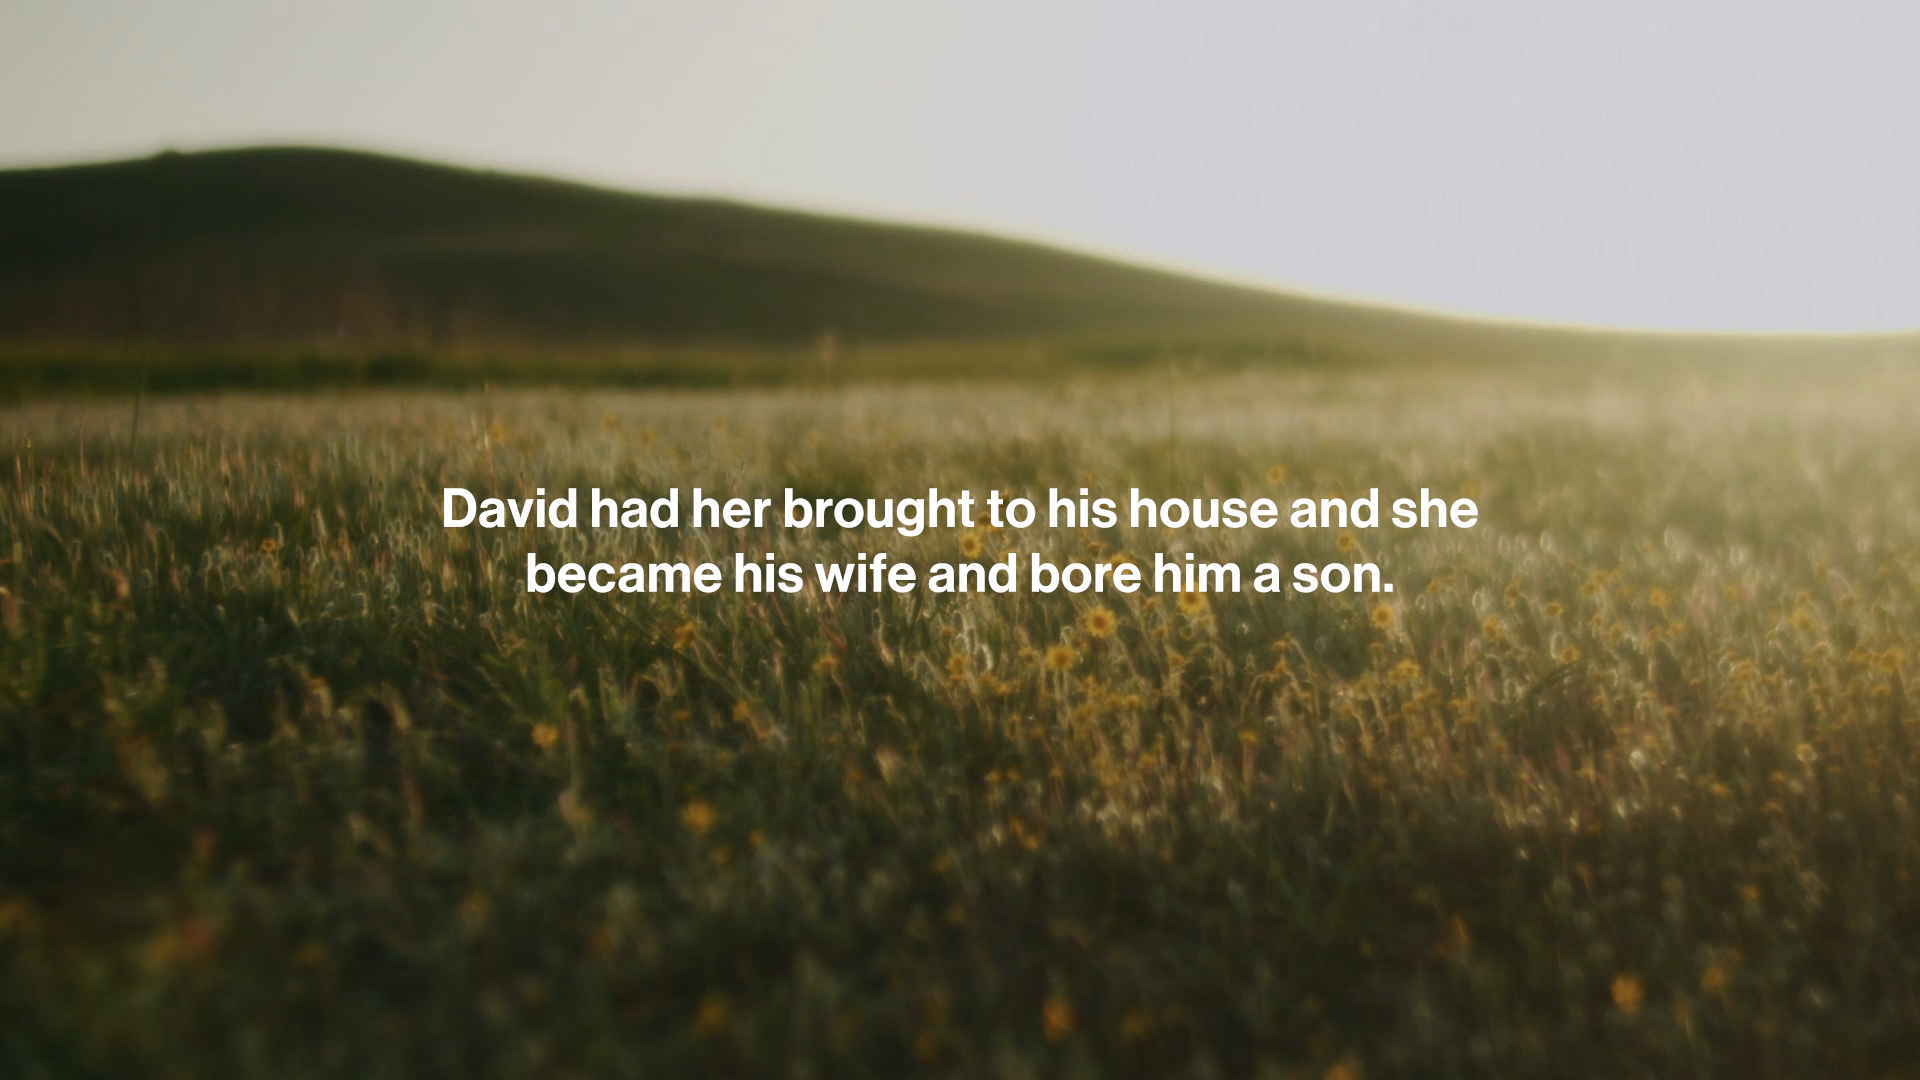 David had her brought to his house and she
became his wife and bore him a son.